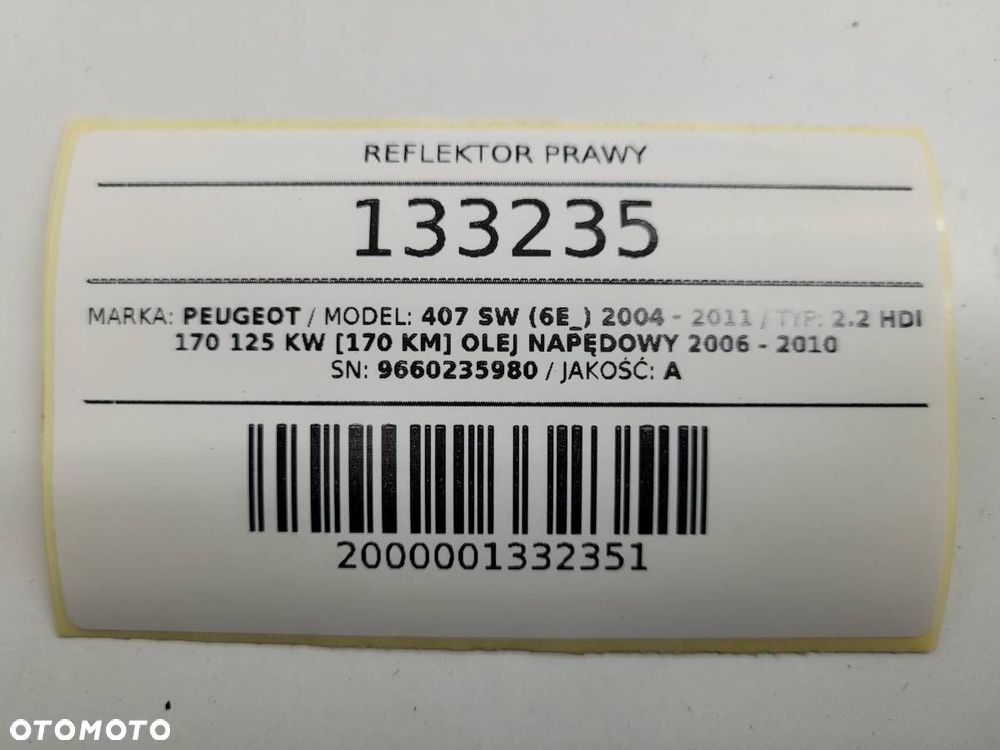 REFLEKTOR PRAWY
133235
MARKA: PEUGEOT / MODEL: 407 SW (6E_) 2004 - 2011 / TYP: 2.2 HDI
170 125 KW [170 KM] OLEJ NAPĘDOWY 2006 - 2010
SN: 9660235980 / JAKOŚĆ: A
2000001332351
OTOMOTO